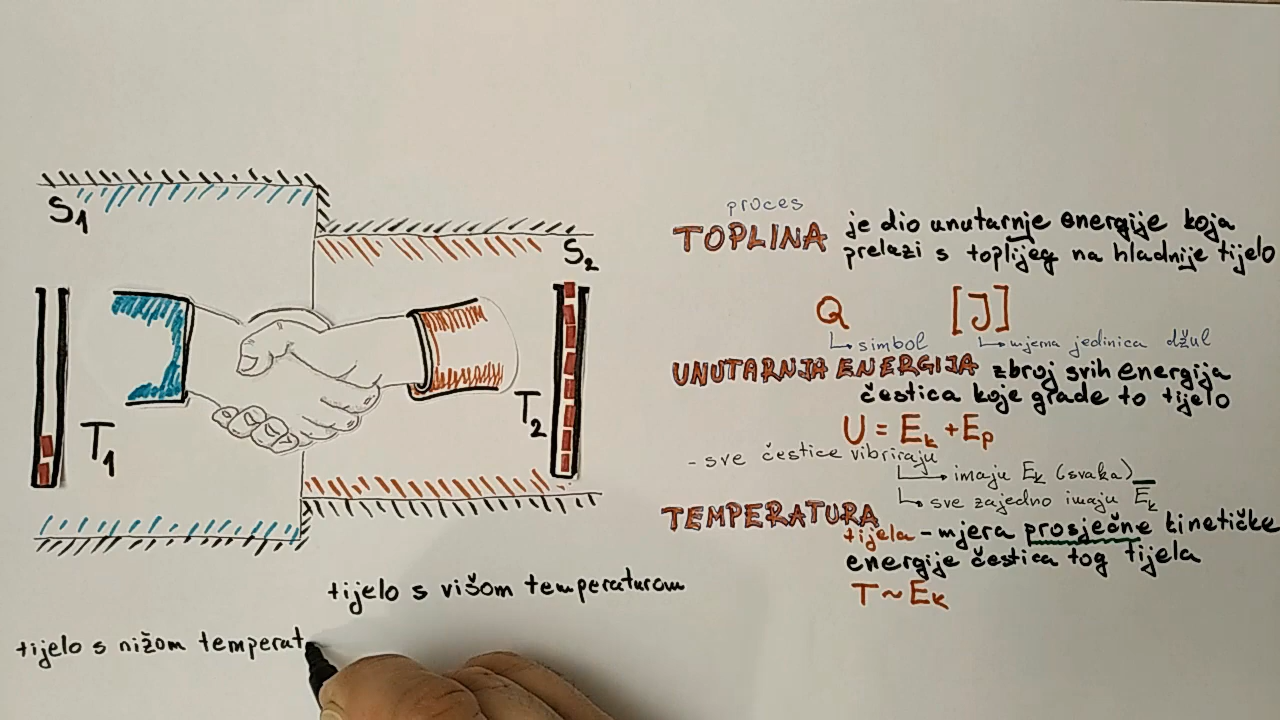 S₁
S₂
T₁
T₂
tijelo s višom temperaturom
tijelo s nižom temperat
proces
TOPLINA je dio unutarnje energije koja
prelazi s toplijeg na hladnije tijelo
Q [J]
simbol mjerna jedinica džul
UNUTARNJA ENERGIJA zbroj svih energija
čestica koje grade to tijelo
U = Eₖ + Eₚ
- sve čestice vibriraju
imaju Eₖ (svaka)
sve zajedno imaju E̅ₖ
TEMPERATURA
tijela - mjera prosječne kinetičke
energije čestica tog tijela
T ~ Eₖ